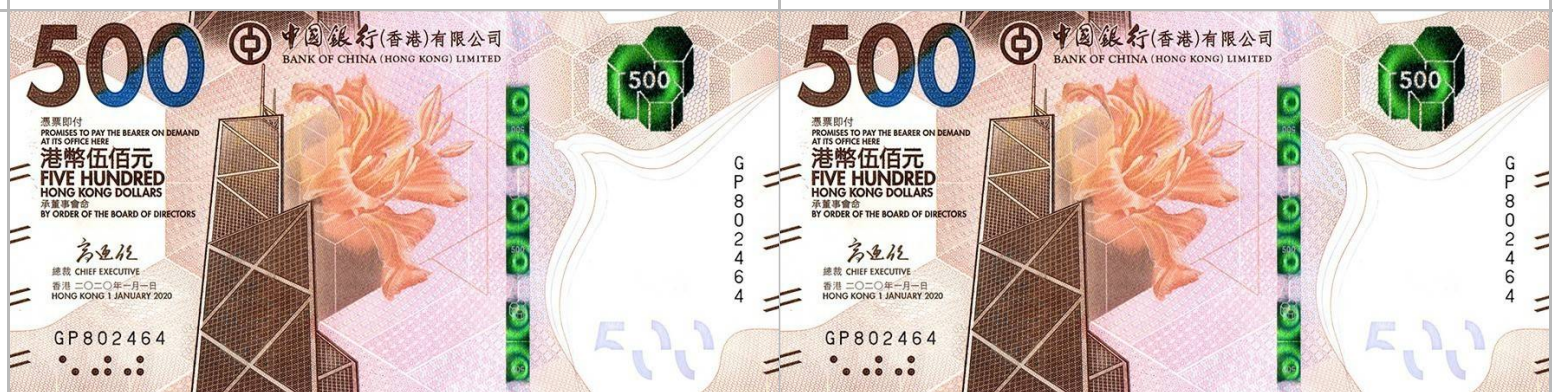 500
中国銀行(香港)有限公司
BANK OF CHINA (HONG KONG) LIMITED
500
憑票即付
PROMISES TO PAY THE BEARER ON DEMAND
AT ITS OFFICE HERE
港幣伍佰元
FIVE HUNDRED
HONG KONG DOLLARS
承董事會命
BY ORDER OF THE BOARD OF DIRECTORS
總裁 CHIEF EXECUTIVE
香港 二〇二〇年一月一日
HONG KONG 1 JANUARY 2020
GP802464
GP802464
500
500
中国銀行(香港)有限公司
BANK OF CHINA (HONG KONG) LIMITED
500
憑票即付
PROMISES TO PAY THE BEARER ON DEMAND
AT ITS OFFICE HERE
港幣伍佰元
FIVE HUNDRED
HONG KONG DOLLARS
承董事會命
BY ORDER OF THE BOARD OF DIRECTORS
總裁 CHIEF EXECUTIVE
香港 二〇二〇年一月一日
HONG KONG 1 JANUARY 2020
GP802464
GP802464
500